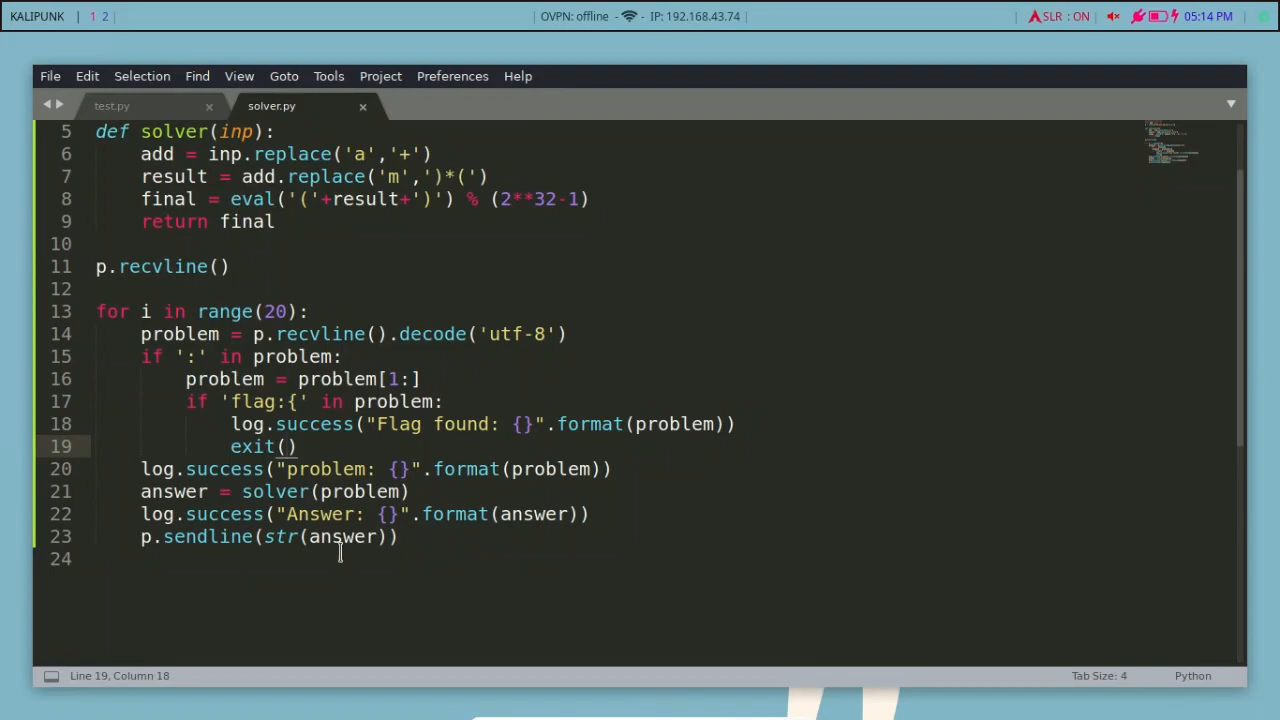 KALIPUNK | 1 2
| OVPN: offline - - IP: 192.168.43.74 |
| ASLR : ON | 05:14 PM |
File Edit Selection Find View Goto Tools Project Preferences Help
test.py × solver.py ×
5 def solver(inp):
6 add = inp.replace('a','+')
7 result = add.replace('m',')*(')
8 final = eval('('+result+')') % (2**32-1)
9 return final
10
11 p.recvline()
12
13 for i in range(20):
14 problem = p.recvline().decode('utf-8')
15 if ':' in problem:
16 problem = problem[1:]
17 if 'flag:{' in problem:
18 log.success("Flag found: {}".format(problem))
19 exit()
20 log.success("problem: {}".format(problem))
21 answer = solver(problem)
22 log.success("Answer: {}".format(answer))
23 p.sendline(str(answer))
24
Line 19, Column 18 Tab Size: 4 Python